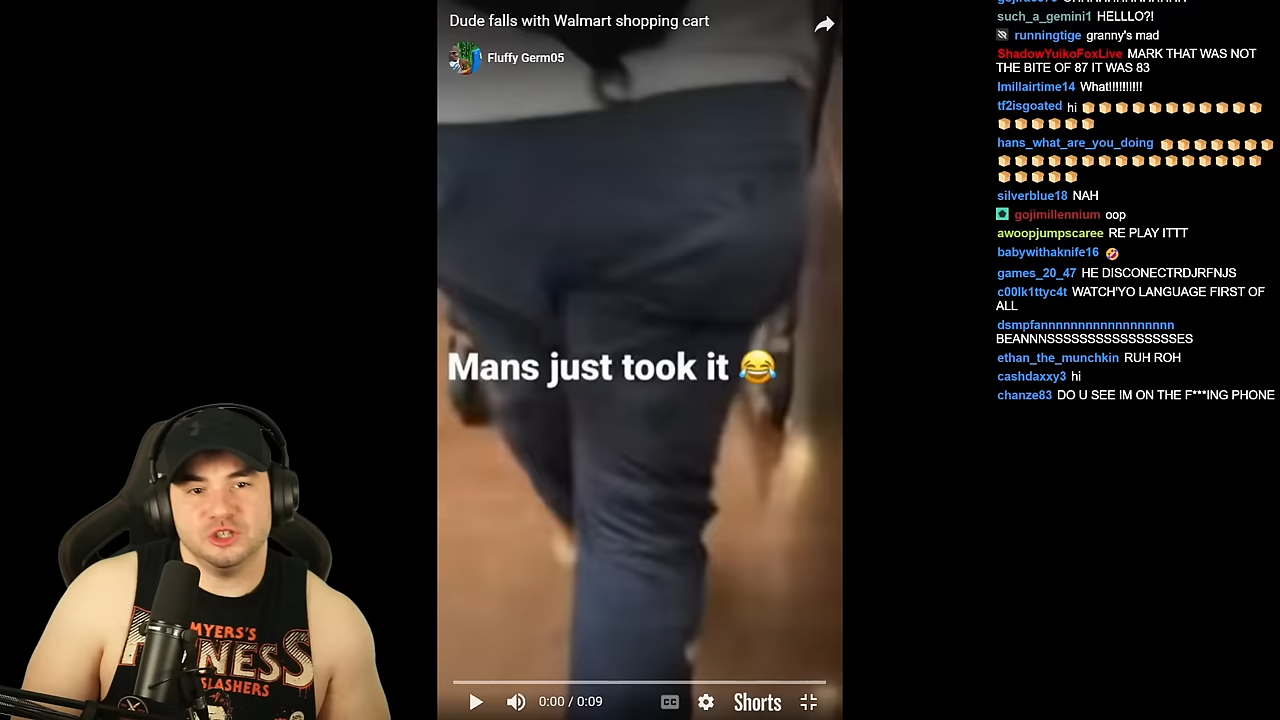 Dude falls with Walmart shopping cart
Fluffy Germ05
Mans just took it 😂
0:00 / 0:09
CC
Shorts
MYERS'S
SLASHERS
such_a_gemini1 HELLLO?!
runningtige granny's mad
ShadowYuikoFoxLive MARK THAT WAS NOT
THE BITE OF 87 IT WAS 83
lmillairtime14 What!!!!!!!!!!
tf2isgoated hi 🍞🍞🍞🍞🍞🍞🍞🍞🍞🍞🍞
🍞🍞🍞🍞🍞🍞
hans_what_are_you_doing 🍞🍞🍞🍞🍞🍞🍞
🍞🍞🍞🍞🍞🍞🍞🍞🍞🍞🍞🍞🍞🍞🍞🍞
🍞🍞🍞🍞🍞
silverblue18 NAH
gojimillennium oop
awoopjumpscaree RE PLAY ITTT
babywithaknife16 🤣
games_20_47 HE DISCONECTRDJRFNJS
c00lk1ttyc4t WATCH'YO LANGUAGE FIRST OF
ALL
dsmpfannnnnnnnnnnnnnnnnn
BEANNNSSSSSSSSSSSSSSSSES
ethan_the_munchkin RUH ROH
cashdaxxy3 hi
chanze83 DO U SEE IM ON THE F***ING PHONE